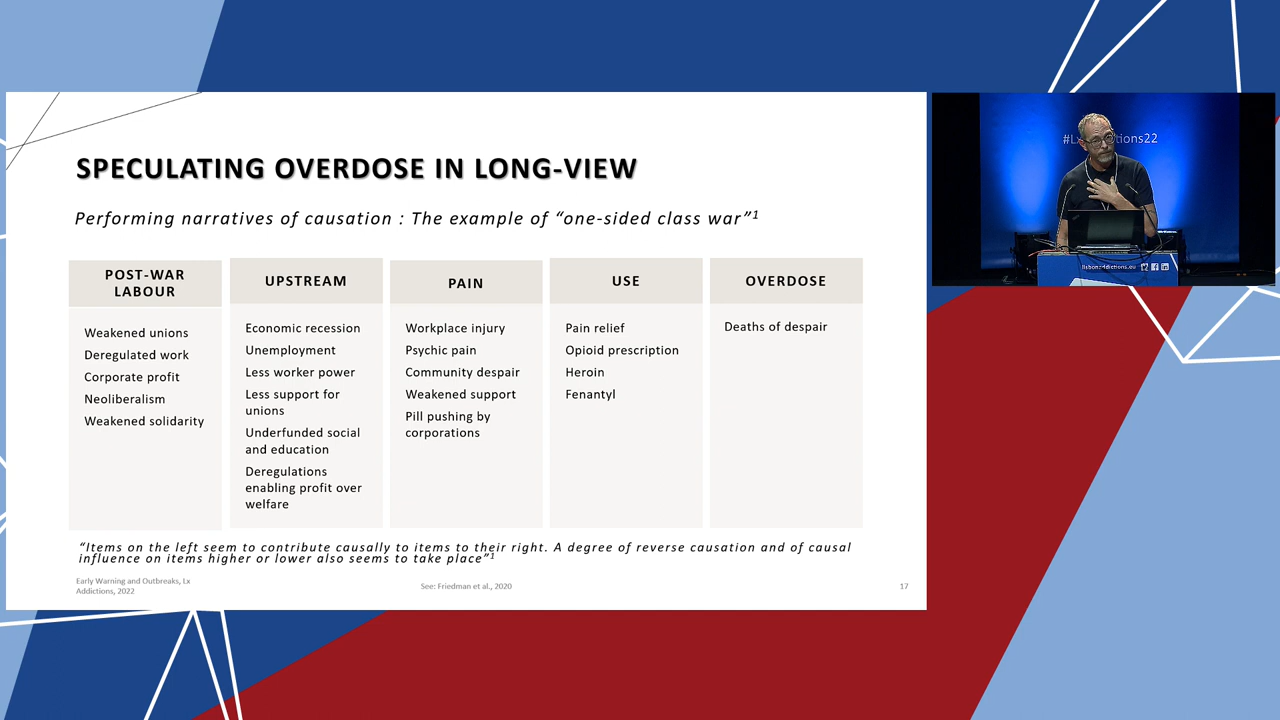 SPECULATING OVERDOSE IN LONG-VIEW
Performing narratives of causation : The example of “one-sided class war”1
POST-WAR
LABOUR
Weakened unions
Deregulated work
Corporate profit
Neoliberalism
Weakened solidarity
UPSTREAM
Economic recession
Unemployment
Less worker power
Less support for
unions
Underfunded social
and education
Deregulations
enabling profit over
welfare
PAIN
Workplace injury
Psychic pain
Community despair
Weakened support
Pill pushing by
corporations
USE
Pain relief
Opioid prescription
Heroin
Fenantyl
OVERDOSE
Deaths of despair
“Items on the left seem to contribute causally to items to their right. A degree of reverse causation and of causal
influence on items higher or lower also seems to take place”1
Early Warning and Outbreaks, Lx
Addictions, 2022
See: Friedman et al., 2020
17